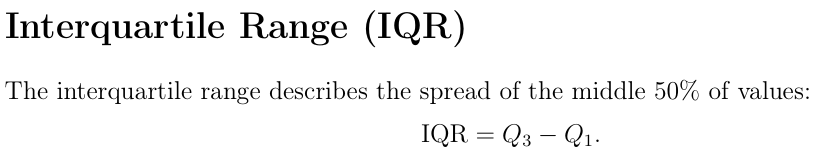 Interquartile Range (IQR)
The interquartile range describes the spread of the middle 50% of values:
IQR = Q₃ − Q₁.